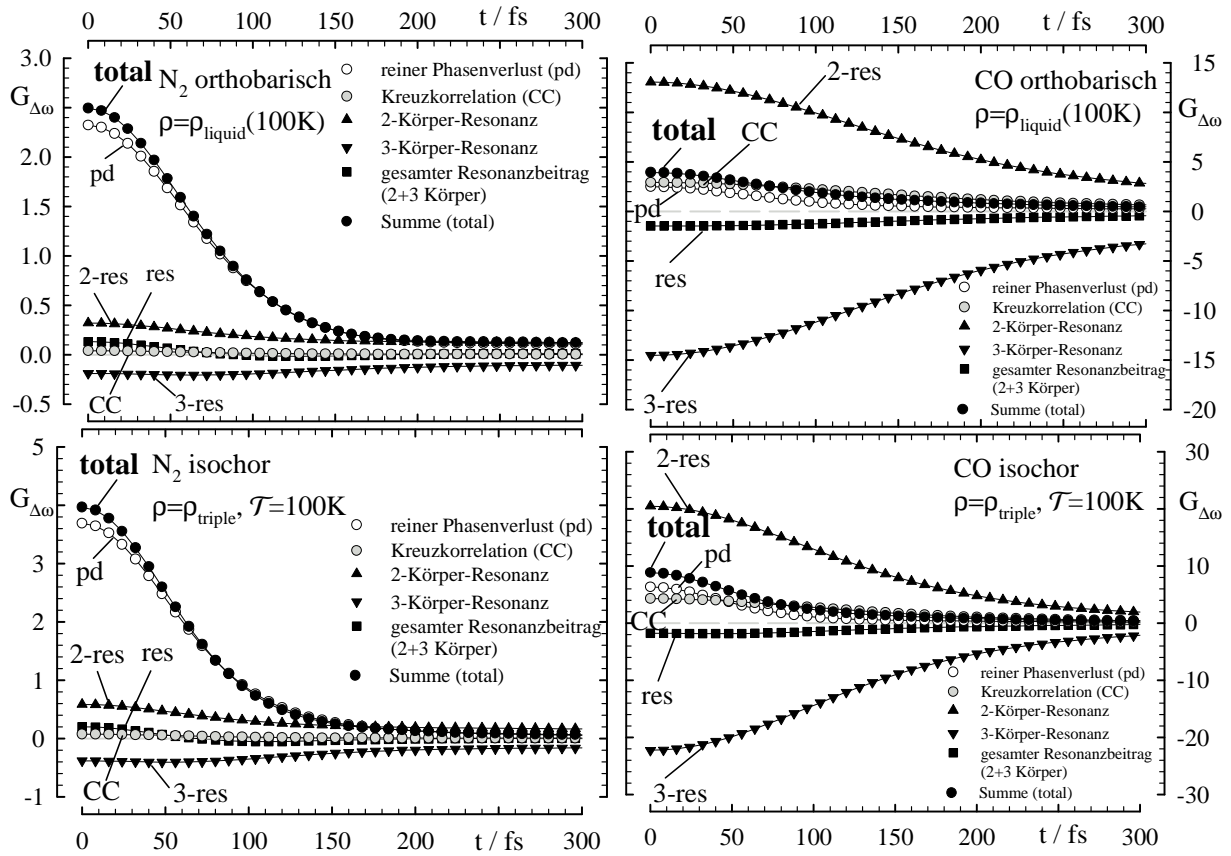 0 50 100 150 200 250 300
t / fs
3.0
2.5
2.0
1.5
1.0
0.5
0.0
-0.5
G_Δω
total
N₂ orthobarisch
ρ=ρ_liquid(100K)
pd
reiner Phasenverlust (pd)
Kreuzkorrelation (CC)
2-Körper-Resonanz
3-Körper-Resonanz
gesamter Resonanzbeitrag
(2+3 Körper)
Summe (total)
2-res
res
CC
3-res
0 50 100 150 200 250 300
t / fs
15
10
5
0
-5
-10
-15
-20
G_Δω
2-res
CO orthobarisch
ρ=ρ_liquid(100K)
total
CC
pd
res
3-res
reiner Phasenverlust (pd)
Kreuzkorrelation (CC)
2-Körper-Resonanz
3-Körper-Resonanz
gesamter Resonanzbeitrag
(2+3 Körper)
Summe (total)
5
4
3
2
1
0
-1
G_Δω
total
N₂ isochor
ρ=ρ_triple, T=100K
pd
reiner Phasenverlust (pd)
Kreuzkorrelation (CC)
2-Körper-Resonanz
3-Körper-Resonanz
gesamter Resonanzbeitrag
(2+3 Körper)
Summe (total)
2-res
res
CC
3-res
0 50 100 150 200 250 300
t / fs
30
20
10
0
-10
-20
-30
G_Δω
2-res
CO isochor
ρ=ρ_triple, T=100K
total
pd
CC
res
3-res
reiner Phasenverlust (pd)
Kreuzkorrelation (CC)
2-Körper-Resonanz
3-Körper-Resonanz
gesamter Resonanzbeitrag
(2+3 Körper)
Summe (total)
0 50 100 150 200 250 300
t / fs